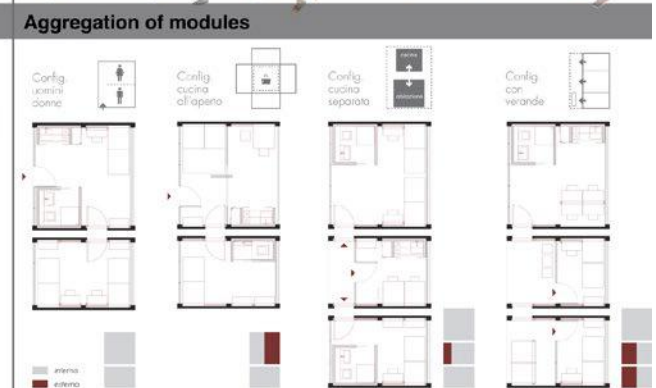 Aggregation of modules
Config.
uomini
donne
Config.
cucina
all'aperto
Config.
cucina
separata
cucina
abitazione
Config.
con
verande
interno
esterno